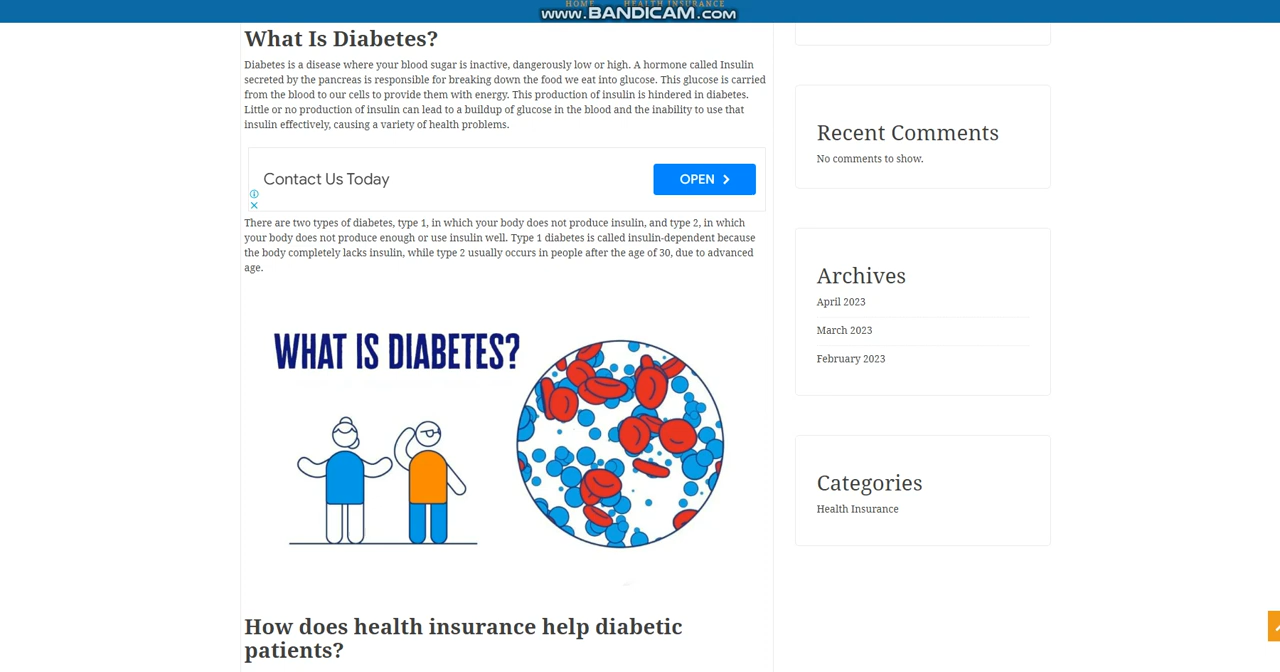 HOME HEALTH INSURANCE
www.BANDICAM.com
What Is Diabetes?
Diabetes is a disease where your blood sugar is inactive, dangerously low or high. A hormone called Insulin
secreted by the pancreas is responsible for breaking down the food we eat into glucose. This glucose is carried
from the blood to our cells to provide them with energy. This production of insulin is hindered in diabetes.
Little or no production of insulin can lead to a buildup of glucose in the blood and the inability to use that
insulin effectively, causing a variety of health problems.
Contact Us Today
OPEN
There are two types of diabetes, type 1, in which your body does not produce insulin, and type 2, in which
your body does not produce enough or use insulin well. Type 1 diabetes is called insulin-dependent because
the body completely lacks insulin, while type 2 usually occurs in people after the age of 30, due to advanced
age.
WHAT IS DIABETES?
How does health insurance help diabetic
patients?
Recent Comments
No comments to show.
Archives
April 2023
March 2023
February 2023
Categories
Health Insurance